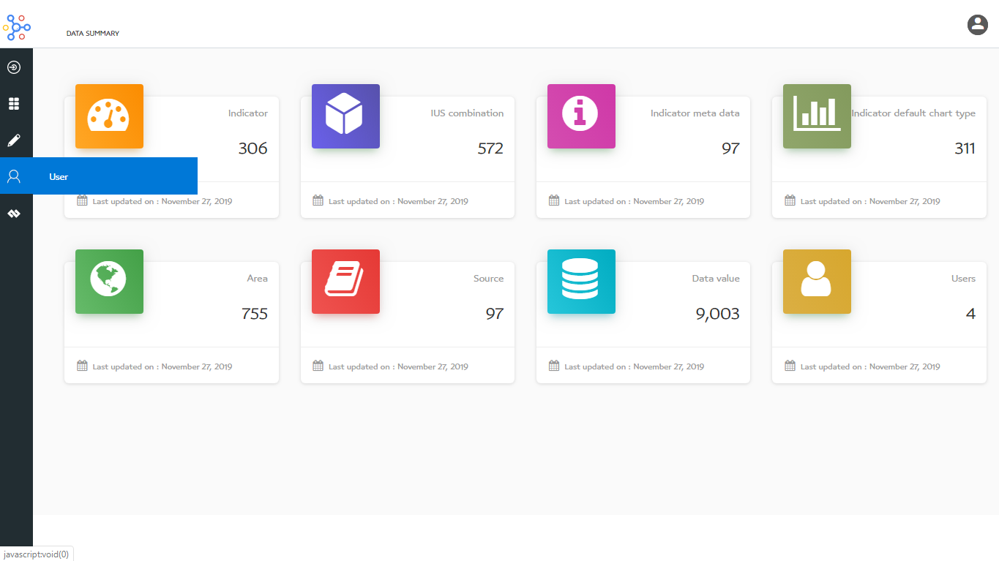 DATA SUMMARY
Indicator
306
Last updated on : November 27, 2019
IUS combination
572
Last updated on : November 27, 2019
Indicator meta data
97
Last updated on : November 27, 2019
Indicator default chart type
311
Last updated on : November 27, 2019
User
Area
755
Last updated on : November 27, 2019
Source
97
Last updated on : November 27, 2019
Data value
9,003
Last updated on : November 27, 2019
Users
4
Last updated on : November 27, 2019
javascript:void(0)